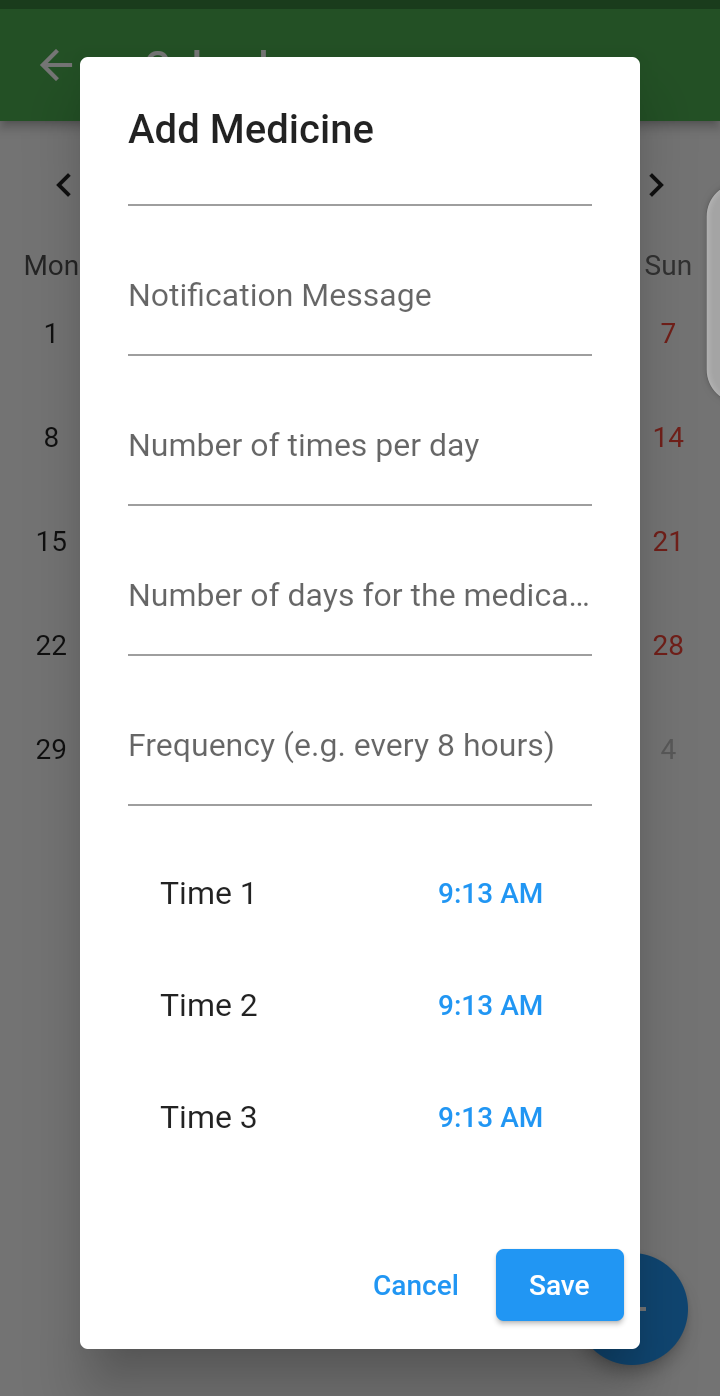 Add Medicine
Mon
Sun
Notification Message
1
7
Number of times per day
8
14
15
21
Number of days for the medica…
22
28
Frequency (e.g. every 8 hours)
29
4
Time 1 9:13 AM
Time 2 9:13 AM
Time 3 9:13 AM
Cancel Save